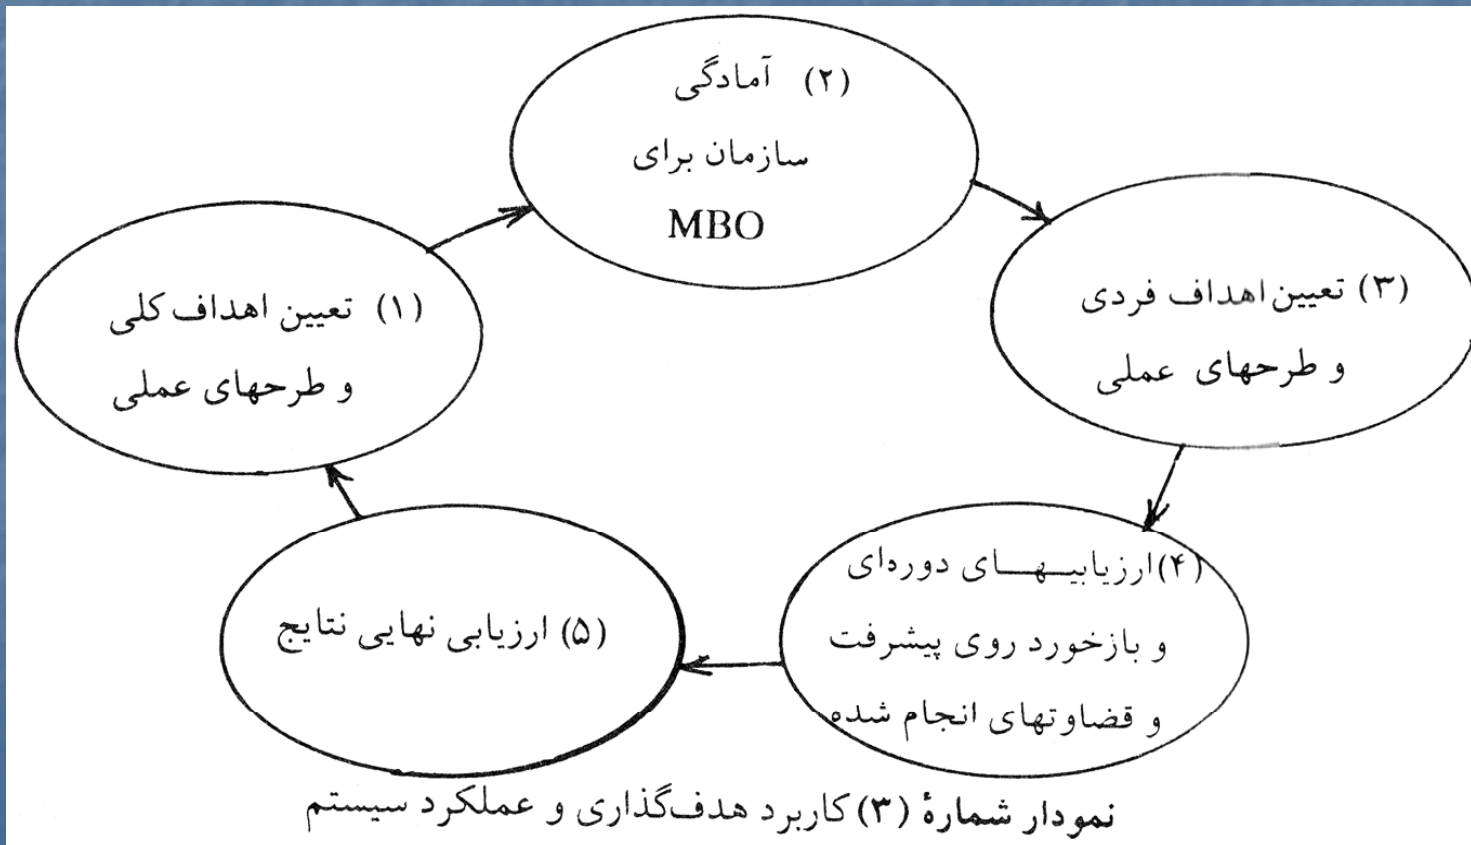 (۲) آمادگی
سازمان برای
MBO
(۱) تعیین اهداف کلی
و طرحهای عملی
(۳) تعیین اهداف فردی
و طرحهای عملی
(۴) ارزیابیهای دوره‌ای
و بازخورد روی پیشرفت
و قضاوتهای انجام شده
(۵) ارزیابی نهایی نتایج
نمودار شمارهٔ (۳) کاربرد هدف‌گذاری و عملکرد سیستم